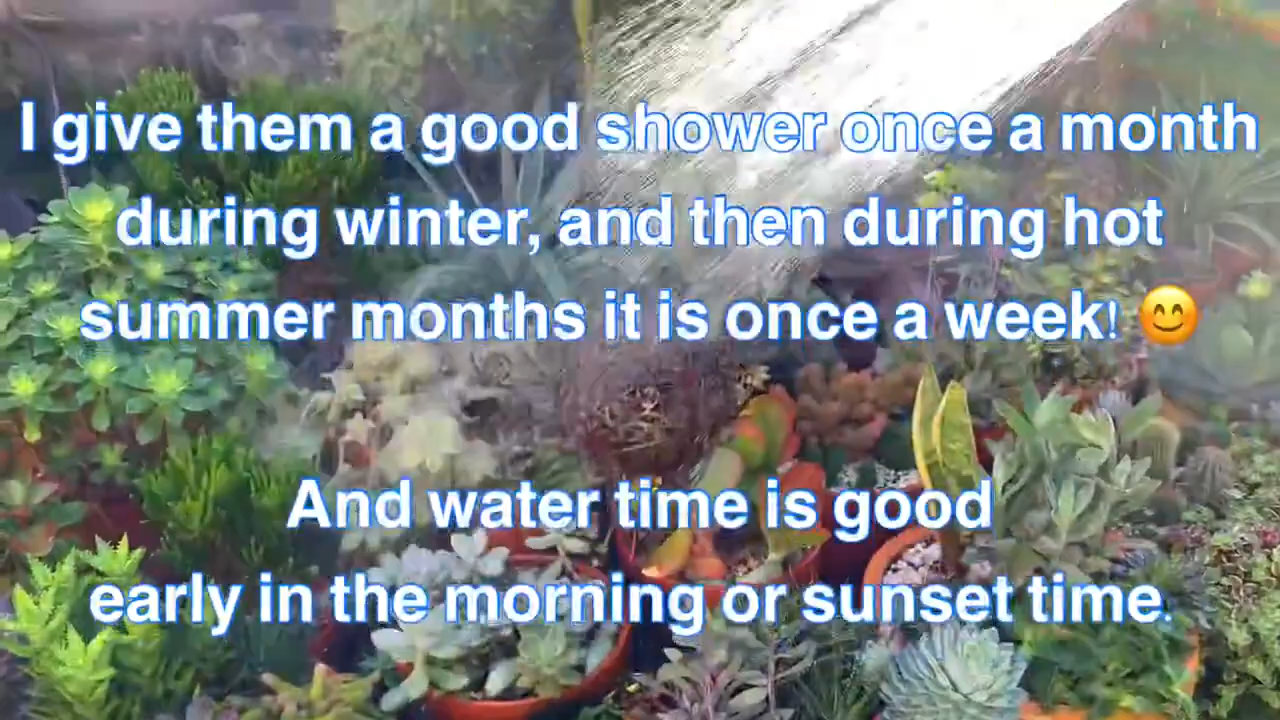 I give them a good shower once a month
during winter, and then during hot
summer months it is once a week! 😊
And water time is good
early in the morning or sunset time.